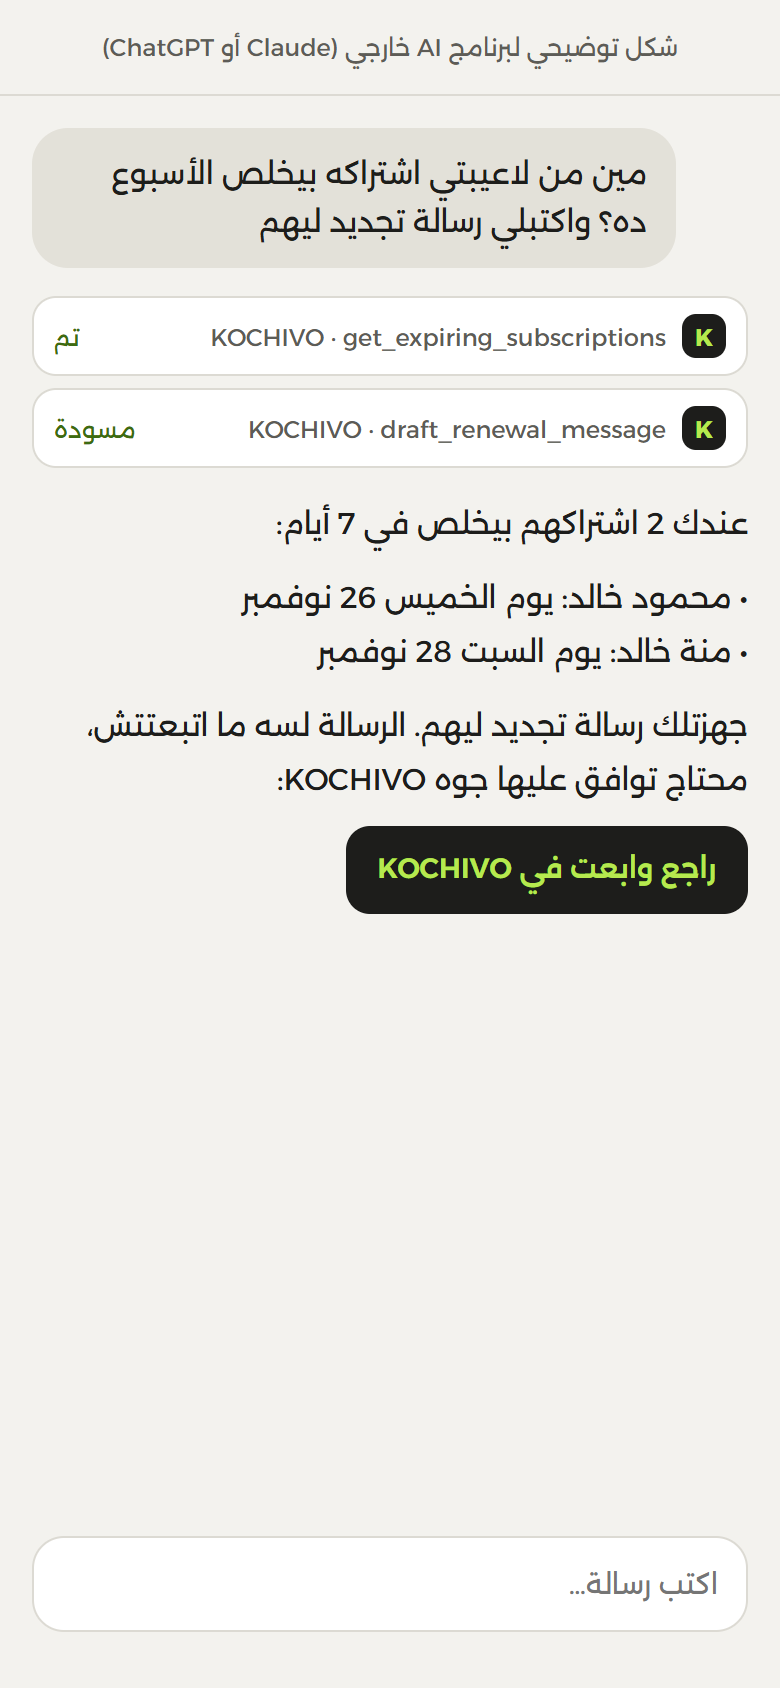 شكل توضيحي لبرنامج AI خارجي (Claude أو ChatGPT)
مين من لاعيبتي اشتراكه بيخلص الأسبوع
ده؟ واكتبلي رسالة تجديد ليهم
K KOCHIVO · get_expiring_subscriptions تم
K KOCHIVO · draft_renewal_message مسودة
عندك 2 اشتراكهم بيخلص في 7 أيام:
• محمود خالد: يوم الخميس 26 نوفمبر
• منة خالد: يوم السبت 28 نوفمبر
جهزتلك رسالة تجديد ليهم. الرسالة لسه ما اتبعتتش،
محتاج توافق عليها جوه KOCHIVO:
راجع وابعت في KOCHIVO
اكتب رسالة...